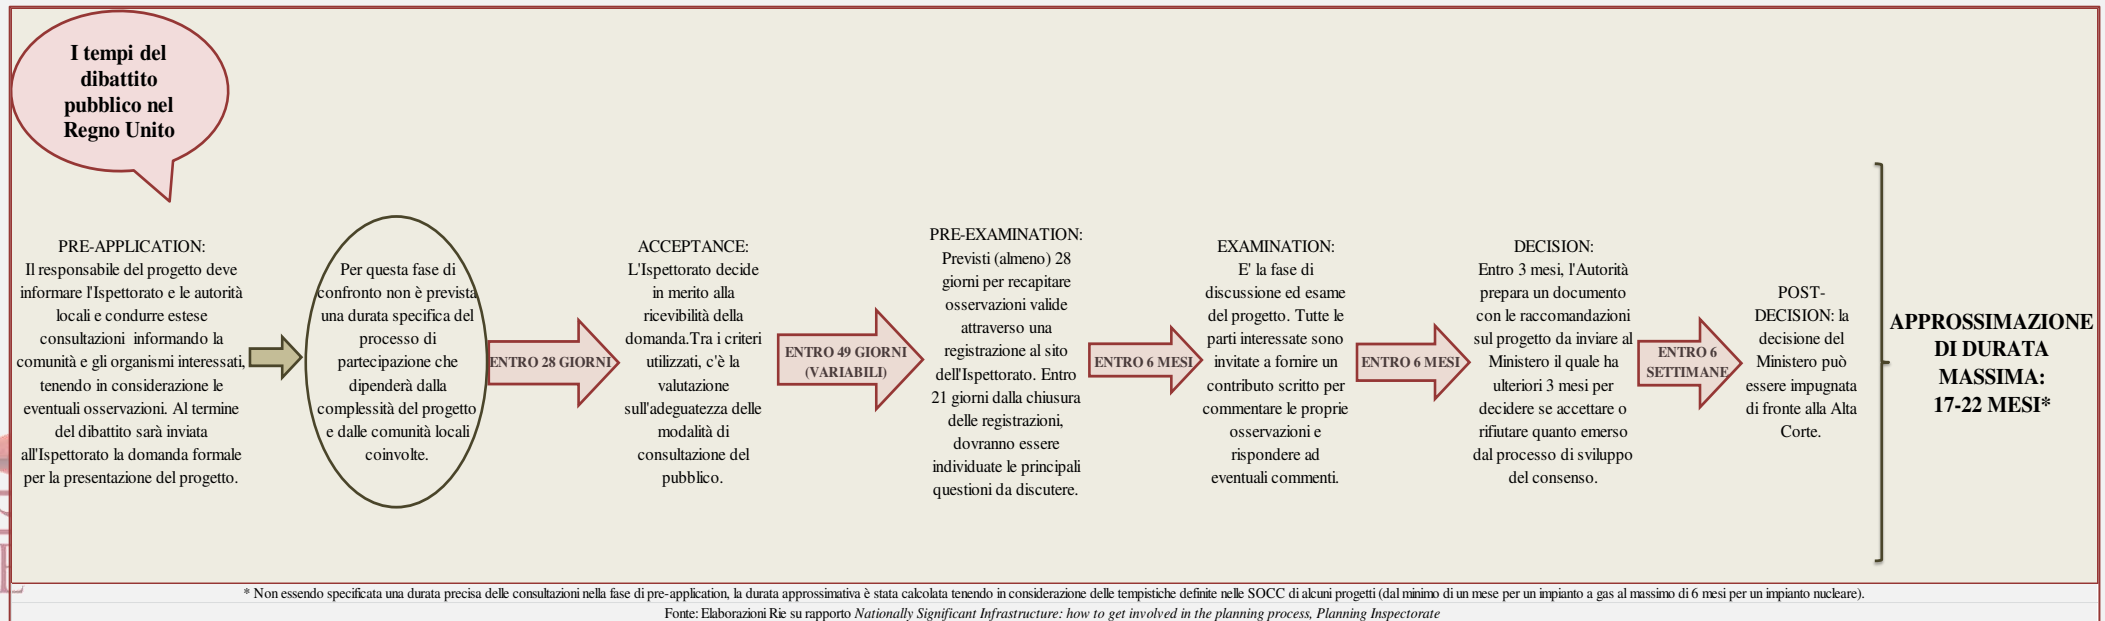 I tempi del
dibattito
pubblico nel
Regno Unito
PRE-APPLICATION:
Il responsabile del progetto deve
informare l'Ispettorato e le autorità
locali e condurre estese
consultazioni informando la
comunità e gli organismi interessati,
tenendo in considerazione le
eventuali osservazioni. Al termine
del dibattito sarà inviata
all'Ispettorato la domanda formale
per la presentazione del progetto.
Per questa fase di
confronto non è prevista
una durata specifica del
processo di
partecipazione che
dipenderà dalla
complessità del progetto
e dalle comunità locali
coinvolte.
ENTRO 28 GIORNI
ACCEPTANCE:
L'Ispettorato decide
in merito alla
ricevibilità della
domanda.Tra i criteri
utilizzati, c'è la
valutazione
sull'adeguatezza delle
modalità di
consultazione del
pubblico.
ENTRO 49 GIORNI
(VARIABILI)
PRE-EXAMINATION:
Previsti (almeno) 28
giorni per recapitare
osservazioni valide
attraverso una
registrazione al sito
dell'Ispettorato. Entro
21 giorni dalla chiusura
delle registrazioni,
dovranno essere
individuate le principali
questioni da discutere.
ENTRO 6 MESI
EXAMINATION:
E' la fase di
discussione ed esame
del progetto. Tutte le
parti interessate sono
invitate a fornire un
contributo scritto per
commentare le proprie
osservazioni e
rispondere ad
eventuali commenti.
ENTRO 6 MESI
DECISION:
Entro 3 mesi, l'Autorità
prepara un documento
con le raccomandazioni
sul progetto da inviare al
Ministero il quale ha
ulteriori 3 mesi per
decidere se accettare o
rifiutare quanto emerso
dal processo di sviluppo
del consenso.
ENTRO 6
SETTIMANE
POST-
DECISION: la
decisione del
Ministero può
essere impugnata
di fronte alla Alta
Corte.
APPROSSIMAZIONE
DI DURATA
MASSIMA:
17-22 MESI*
* Non essendo specificata una durata precisa delle consultazioni nella fase di pre-application, la durata approssimativa è stata calcolata tenendo in considerazione delle tempistiche definite nelle SOCC di alcuni progetti (dal minimo di un mese per un impianto a gas al massimo di 6 mesi per un impianto nucleare).
Fonte: Elaborazioni Rie su rapporto Nationally Significant Infrastructure: how to get involved in the planning process, Planning Inspectorate